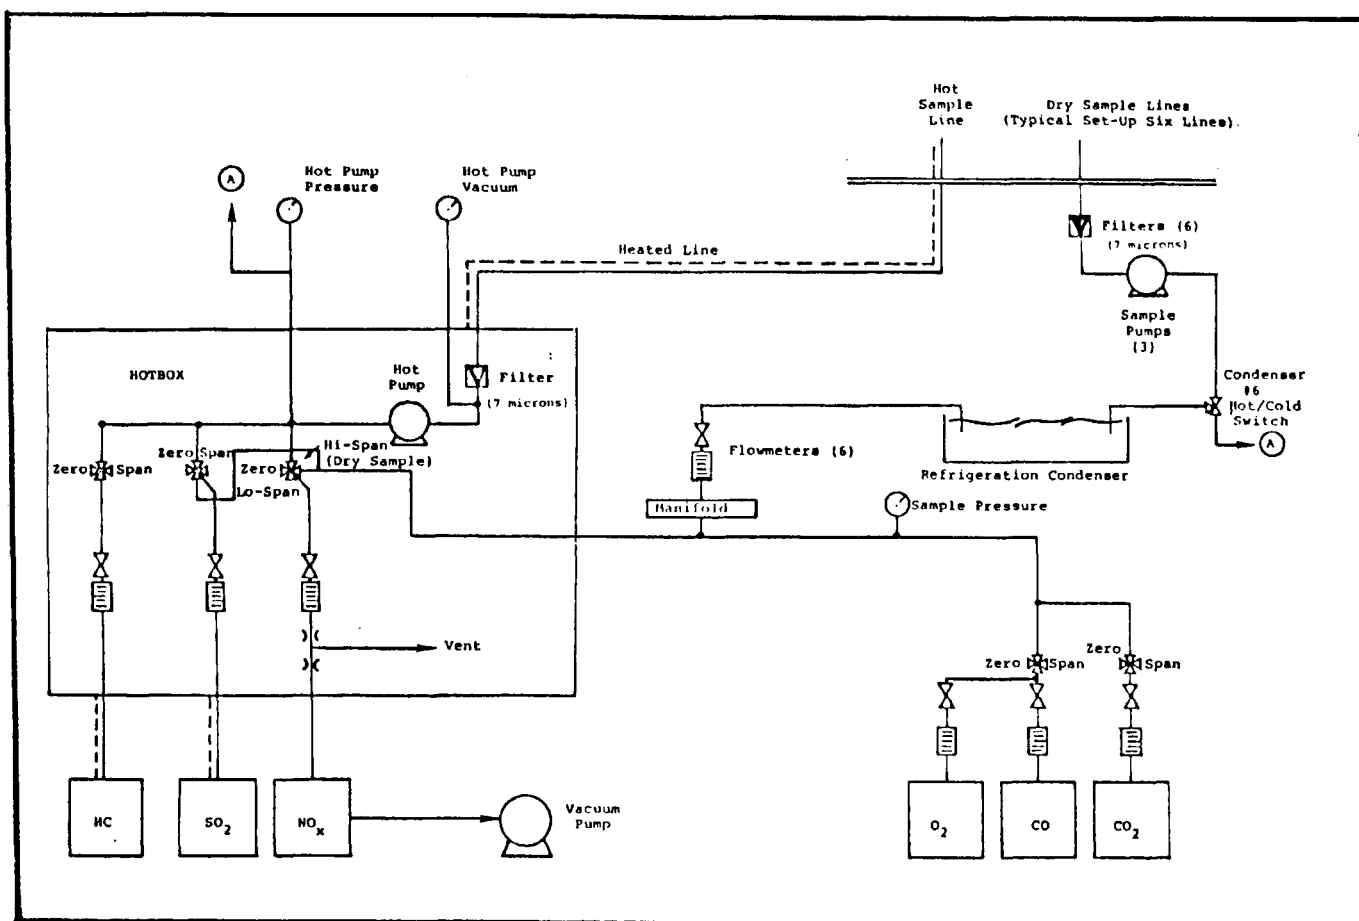 Hot
Sample
Line
Dry Sample Lines
(Typical Set-Up Six Lines).
A
Hot Pump
Pressure
Hot Pump
Vacuum
Filters (6)
(7 microns)
Heated Line
Sample
Pumps
(3)
HOTBOX
Hot
Pump
Filter
(7 microns)
Condenser
#6
Hot/Cold
Switch
A
Flowmeters (6)
Refrigeration Condenser
Zero Span
Zero Span
Zero
Hi-Span
(Dry Sample)
Lo-Span
Manifold
Sample Pressure
Vent
Zero Span
Zero
Span
HC
SO2
NOx
Vacuum
Pump
O2
CO
CO2